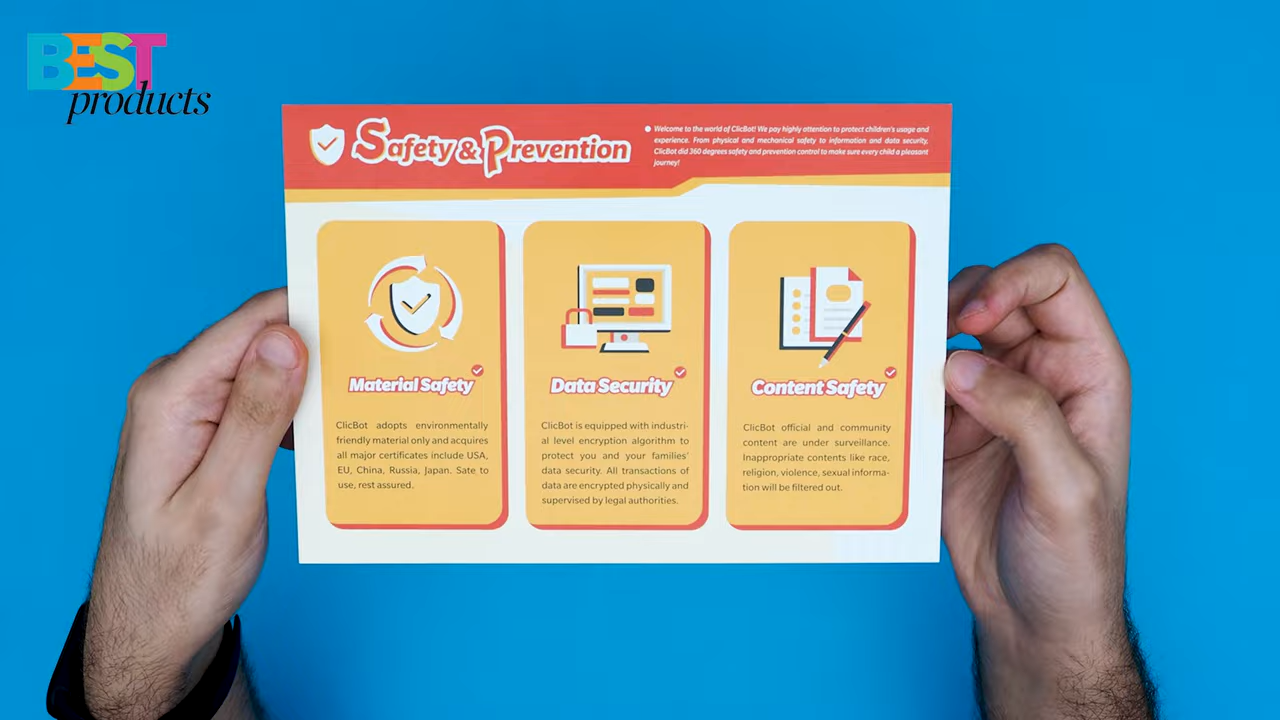 BEST
products
Safety & Prevention
Welcome to the world of ClicBot! We pay highly attention to protect children's usage and
experience. From physical and mechanical safety to information and data security,
ClicBot did 360 degrees safety and prevention control to make sure every child a pleasant
journey!
Material Safety
ClicBot adopts environmentally
friendly material only and acquires
all major certificates include USA,
EU, China, Russia, Japan. Sate to
use, rest assured.
Data Security
ClicBot is equipped with industri-
al level encryption algorithm to
protect you and your families'
data security. All transactions of
data are encrypted physically and
supervised by legal authorities.
Content Safety
ClicBot official and community
content are under surveillance.
Inappropriate contents like race,
religion, violence, sexual informa-
tion will be filtered out.